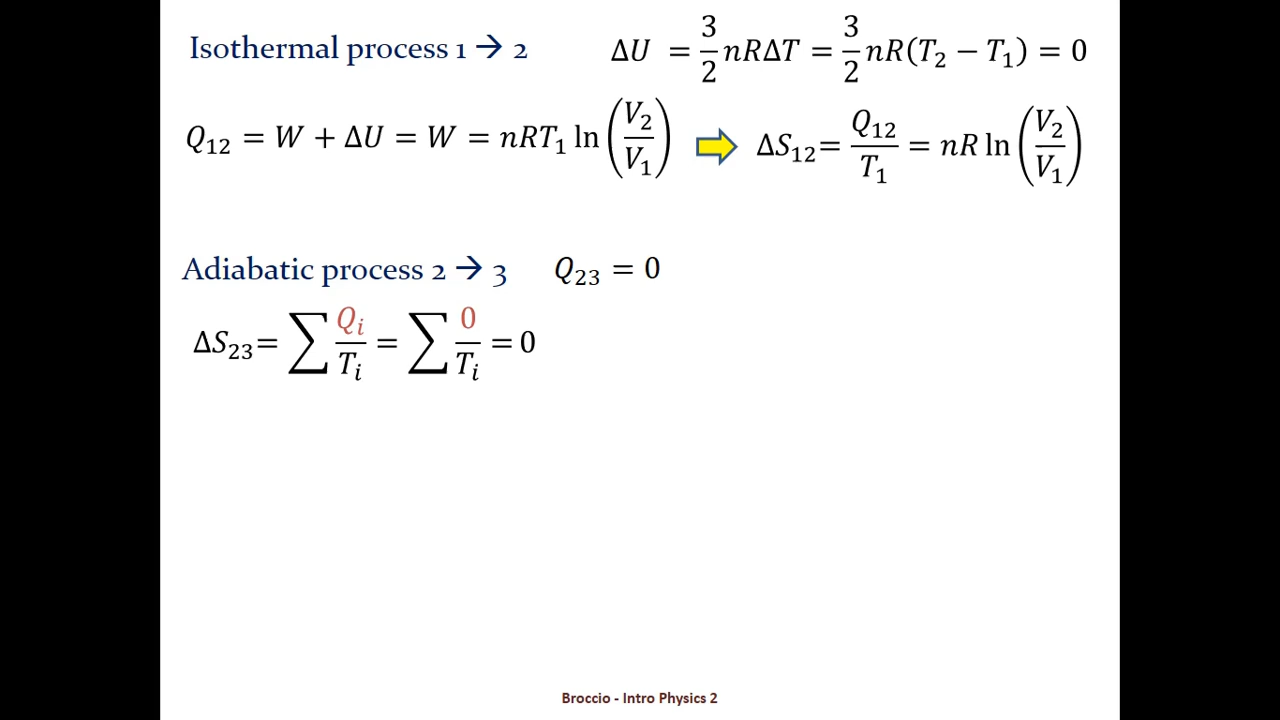 Isothermal process 1 → 2 ΔU = 3/2 nRΔT = 3/2 nR(T₂ − T₁) = 0
Q₁₂ = W + ΔU = W = nRT₁ ln(V₂/V₁) ⇨ ΔS₁₂= Q₁₂/T₁ = nR ln(V₂/V₁)
Adiabatic process 2 → 3 Q₂₃ = 0
ΔS₂₃= ∑ Qᵢ/Tᵢ = ∑ 0/Tᵢ = 0
Broccio - Intro Physics 2